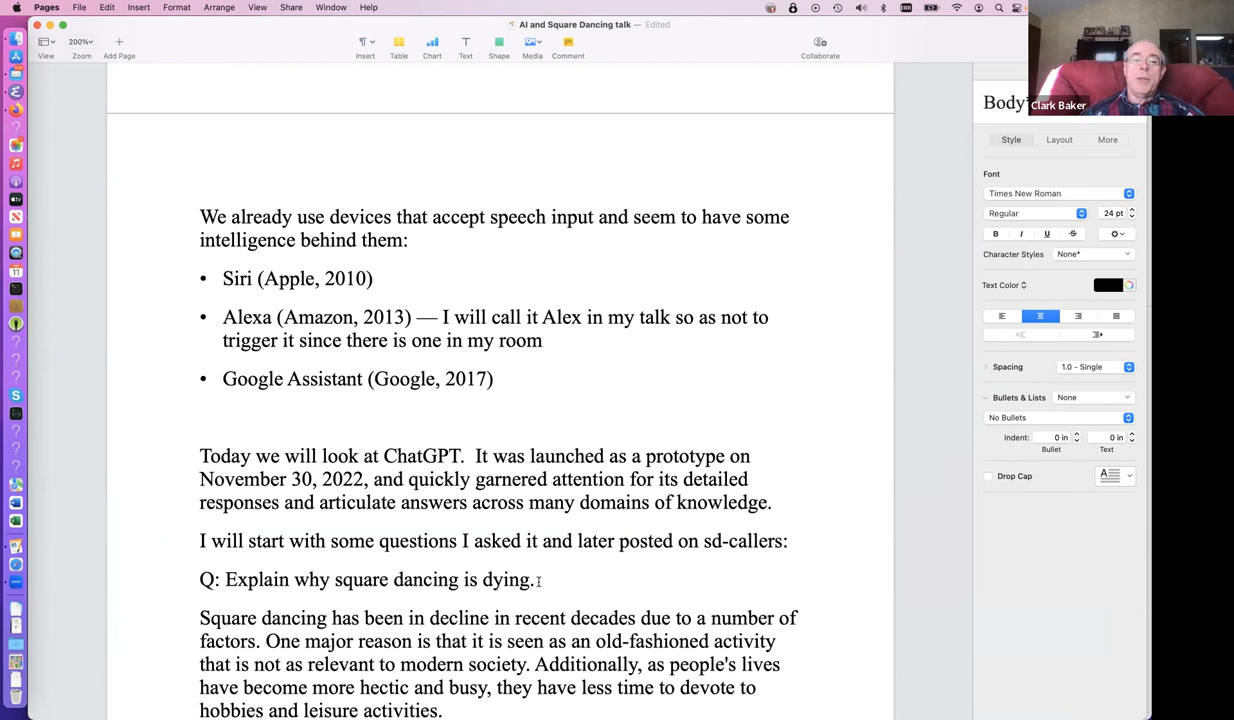 Pages File Edit Insert Format Arrange View Share Window Help
AI and Square Dancing talk — Edited
200%
View Zoom Add Page Insert Table Chart Text Shape Media Comment Collaborate
Clark Baker
Body
Style Layout More
Font
Times New Roman
Regular 24 pt
B I U S
Character Styles None*
Text Color
Spacing 1.0 - Single
Bullets & Lists None
No Bullets
Indent: 0 in 0 in
Bullet Text
Drop Cap
We already use devices that accept speech input and seem to have some
intelligence behind them:
• Siri (Apple, 2010)
• Alexa (Amazon, 2013) — I will call it Alex in my talk so as not to
trigger it since there is one in my room
• Google Assistant (Google, 2017)
Today we will look at ChatGPT. It was launched as a prototype on
November 30, 2022, and quickly garnered attention for its detailed
responses and articulate answers across many domains of knowledge.
I will start with some questions I asked it and later posted on sd-callers:
Q: Explain why square dancing is dying.
Square dancing has been in decline in recent decades due to a number of
factors. One major reason is that it is seen as an old-fashioned activity
that is not as relevant to modern society. Additionally, as people's lives
have become more hectic and busy, they have less time to devote to
hobbies and leisure activities.